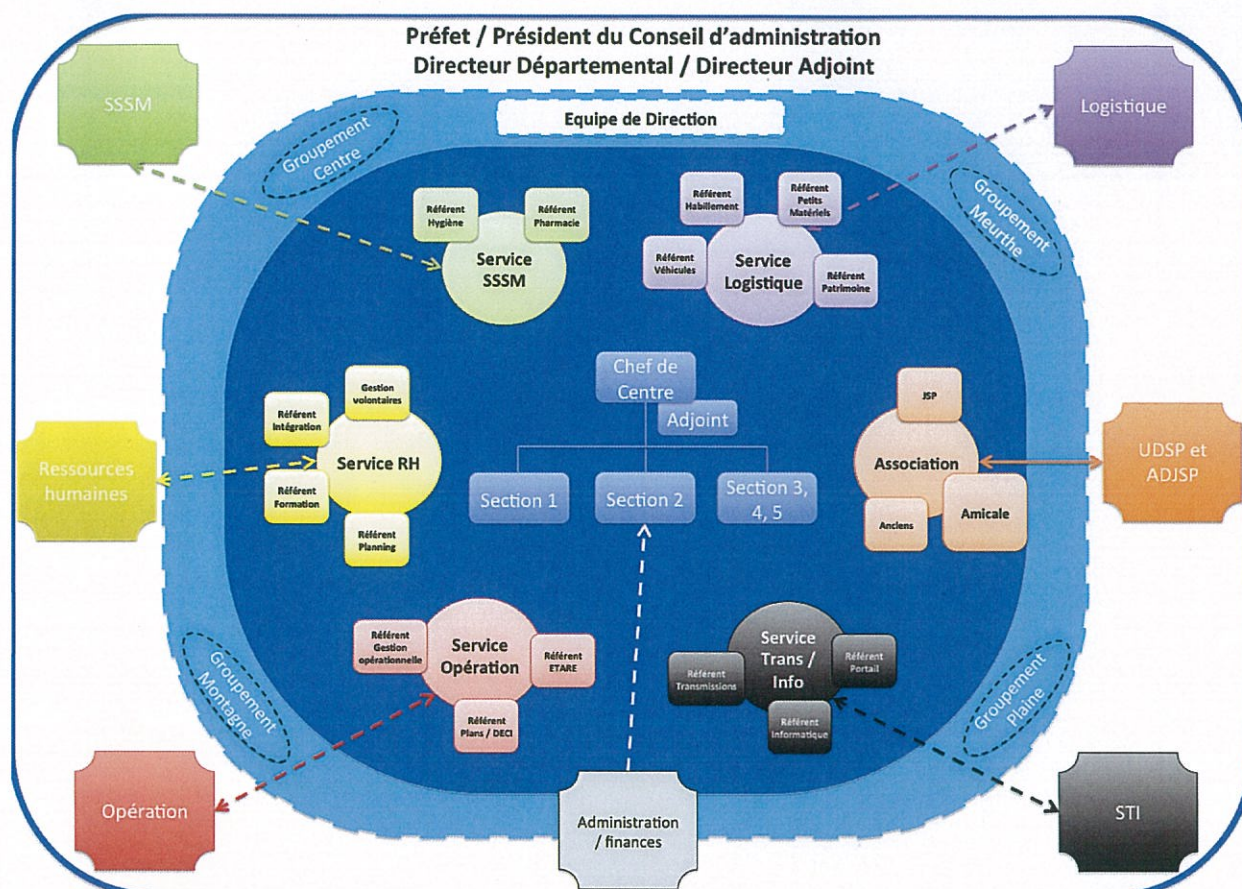 Préfet / Président du Conseil d'administration
Directeur Départemental / Directeur Adjoint
SSSM
Logistique
Equipe de Direction
Groupement
Centre
Groupement
Meurthe
Référent
Hygiène
Référent
Pharmacie
Service
SSSM
Référent
Habillement
Référent
Petits
Matériels
Référent
Véhicules
Référent
Patrimoine
Service
Logistique
Chef de
Centre
Adjoint
Section 1
Section 2
Section 3,
4, 5
Gestion
volontaires
Référent
Intégration
Référent
Formation
Référent
Planning
Service RH
Ressources
humaines
JSP
Association
Anciens
Amicale
UDSP et
ADJSP
Référent
Gestion
opérationnelle
Service
Opération
Référent
ETARE
Référent
Plans / DECI
Service
Trans /
Info
Référent
Transmissions
Référent
Portail
Référent
Informatique
Groupement
Montagne
Groupement
Plaine
Opération
Administration
/ finances
STI